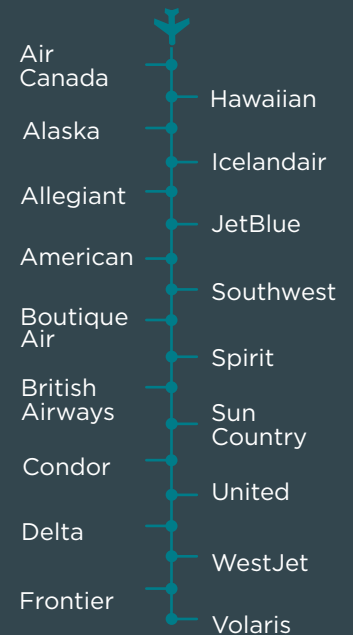 Air
Canada
Hawaiian
Alaska
Icelandair
Allegiant
JetBlue
American
Southwest
Boutique
Air
Spirit
British
Airways
Sun
Country
Condor
United
Delta
WestJet
Frontier
Volaris